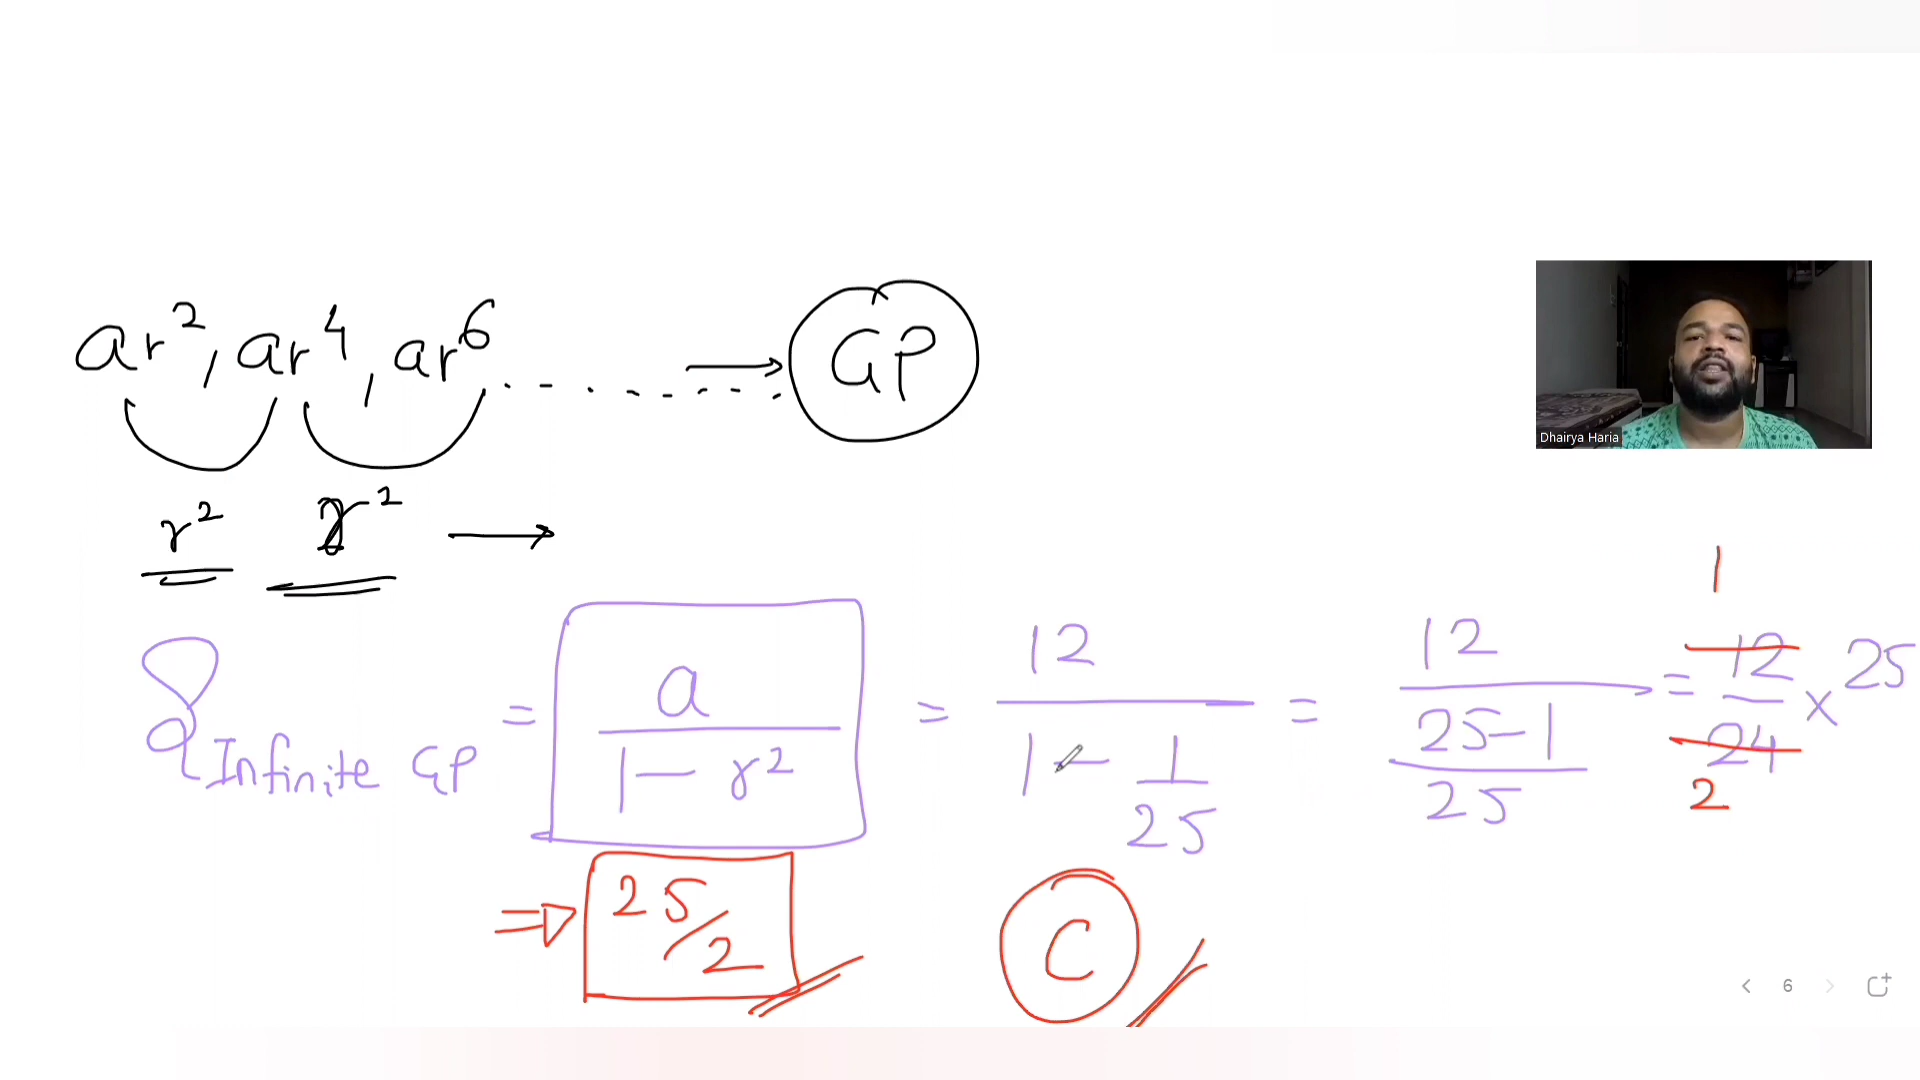 ar², ar⁴, ar⁶ . . . . . . . . → GP
Dhairya Haria
r² r² →
S Infinite GP = a / (1 − r²) = 12 / (1 − 1/25) = 12 / ((25−1)/25) = 12/24 × 25
1
2
⇒ 25/2
C
6